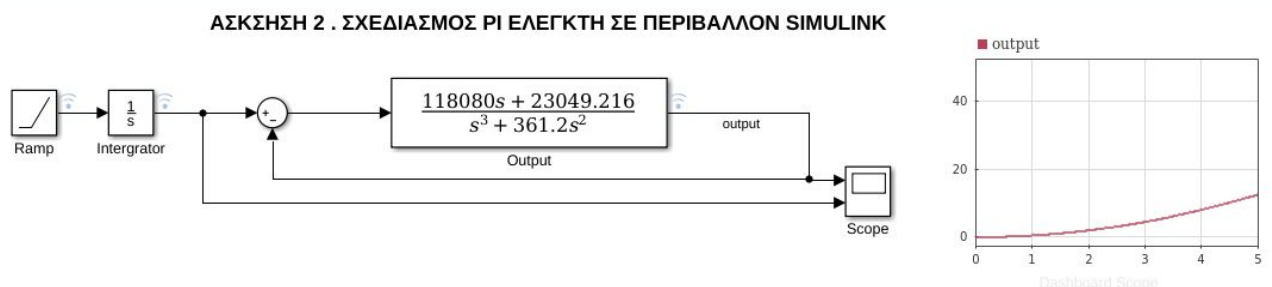 ΑΣΚΣΗΣΗ 2 . ΣΧΕΔΙΑΣΜΟΣ PI ΕΛΕΓΚΤΗ ΣΕ ΠΕΡΙΒΑΛΛΟΝ SIMULINK
output
Ramp
1
s
Intergrator
+
-
118080s + 23049.216
s³ + 361.2s²
Output
output
Scope
40
20
0
0 1 2 3 4 5
Dashboard Scope